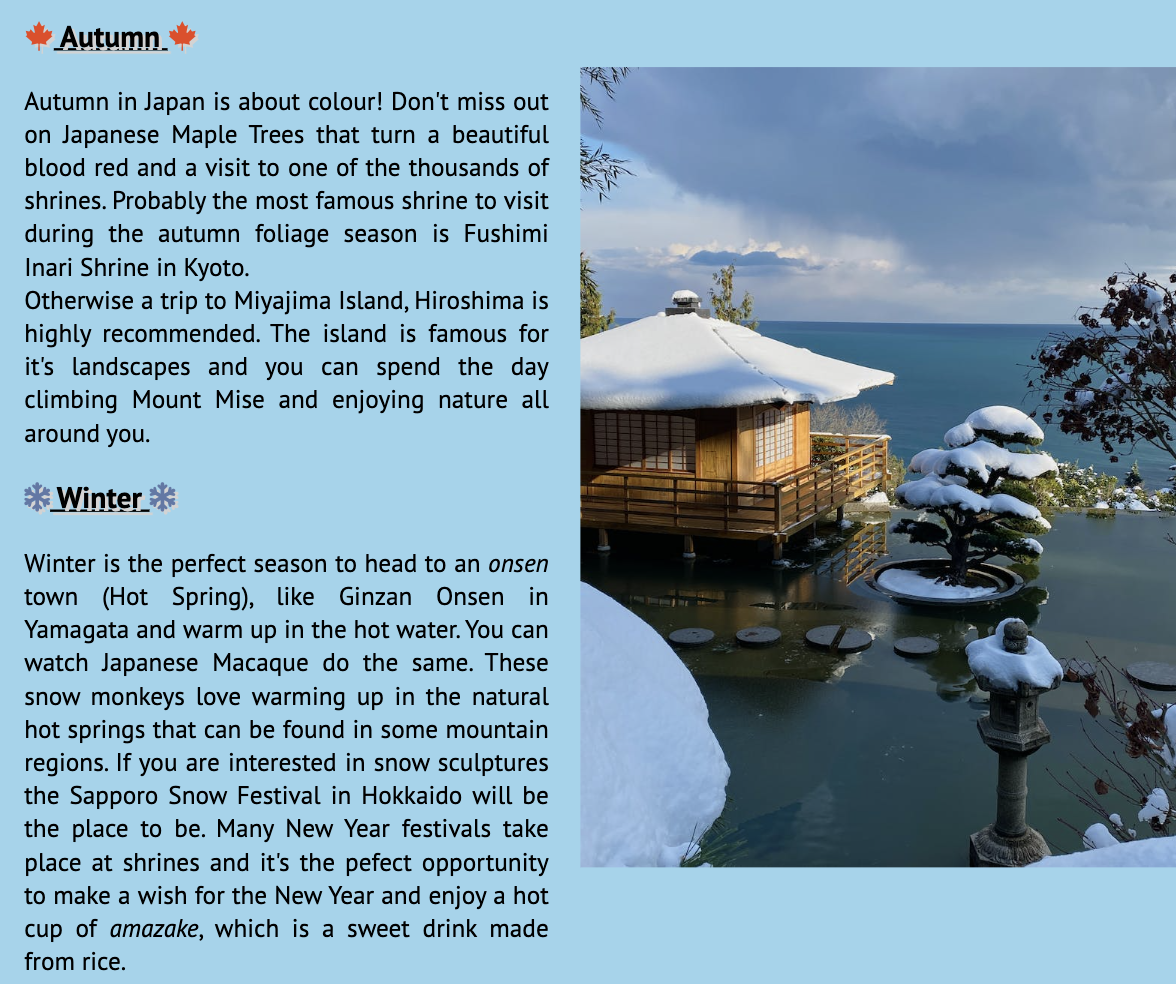 🍁 Autumn 🍁
Autumn in Japan is about colour! Don't miss out
on Japanese Maple Trees that turn a beautiful
blood red and a visit to one of the thousands of
shrines. Probably the most famous shrine to visit
during the autumn foliage season is Fushimi
Inari Shrine in Kyoto.
Otherwise a trip to Miyajima Island, Hiroshima is
highly recommended. The island is famous for
it's landscapes and you can spend the day
climbing Mount Mise and enjoying nature all
around you.
❄ Winter ❄
Winter is the perfect season to head to an onsen
town (Hot Spring), like Ginzan Onsen in
Yamagata and warm up in the hot water. You can
watch Japanese Macaque do the same. These
snow monkeys love warming up in the natural
hot springs that can be found in some mountain
regions. If you are interested in snow sculptures
the Sapporo Snow Festival in Hokkaido will be
the place to be. Many New Year festivals take
place at shrines and it's the pefect opportunity
to make a wish for the New Year and enjoy a hot
cup of amazake, which is a sweet drink made
from rice.